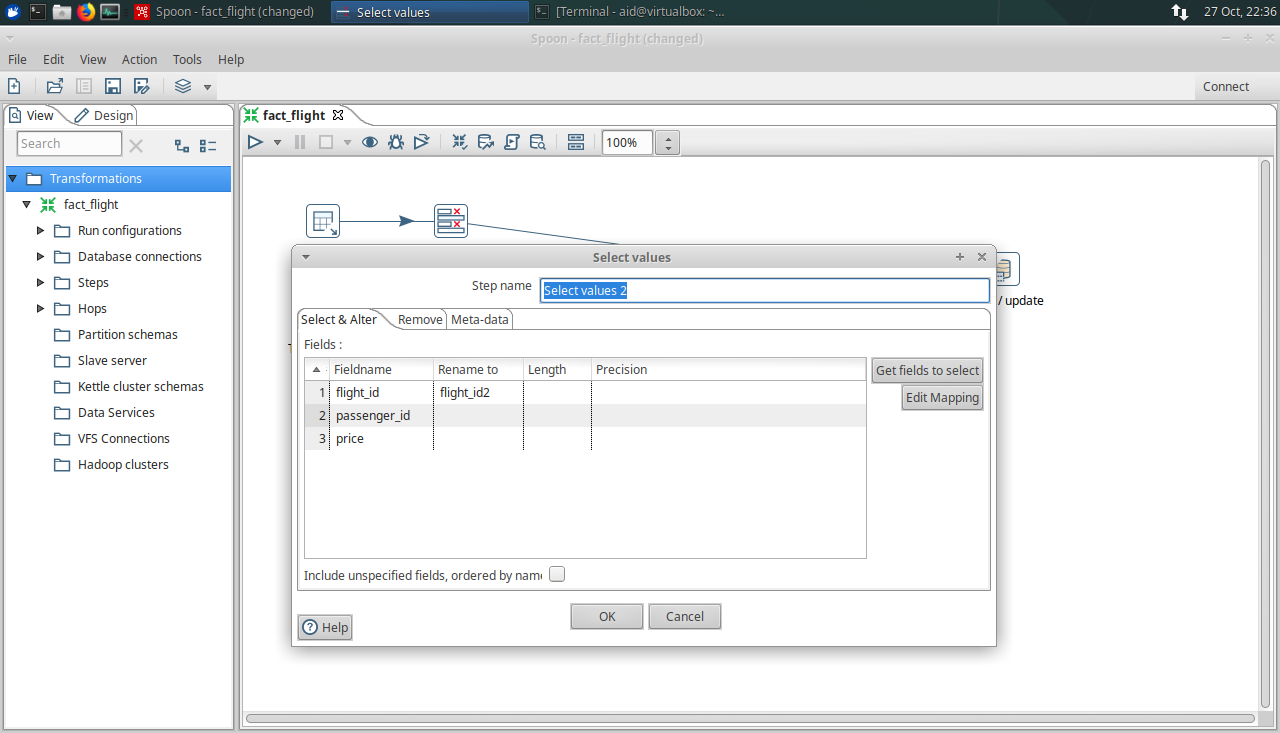 Spoon - fact_flight (changed)
Select values
[Terminal - aid@virtualbox: ~...
27 Oct, 22:36
Spoon - fact_flight (changed)
File Edit View Action Tools Help
Connect
View
Design
fact_flight
Search
100%
Transformations
fact_flight
Run configurations
Database connections
Steps
Hops
Partition schemas
Slave server
Kettle cluster schemas
Data Services
VFS Connections
Hadoop clusters
/ update
Select values
Step name
Select values 2
Select & Alter
Remove
Meta-data
Fields :
Fieldname Rename to Length Precision
1 flight_id flight_id2
2 passenger_id
3 price
Get fields to select
Edit Mapping
Include unspecified fields, ordered by name
OK
Cancel
Help